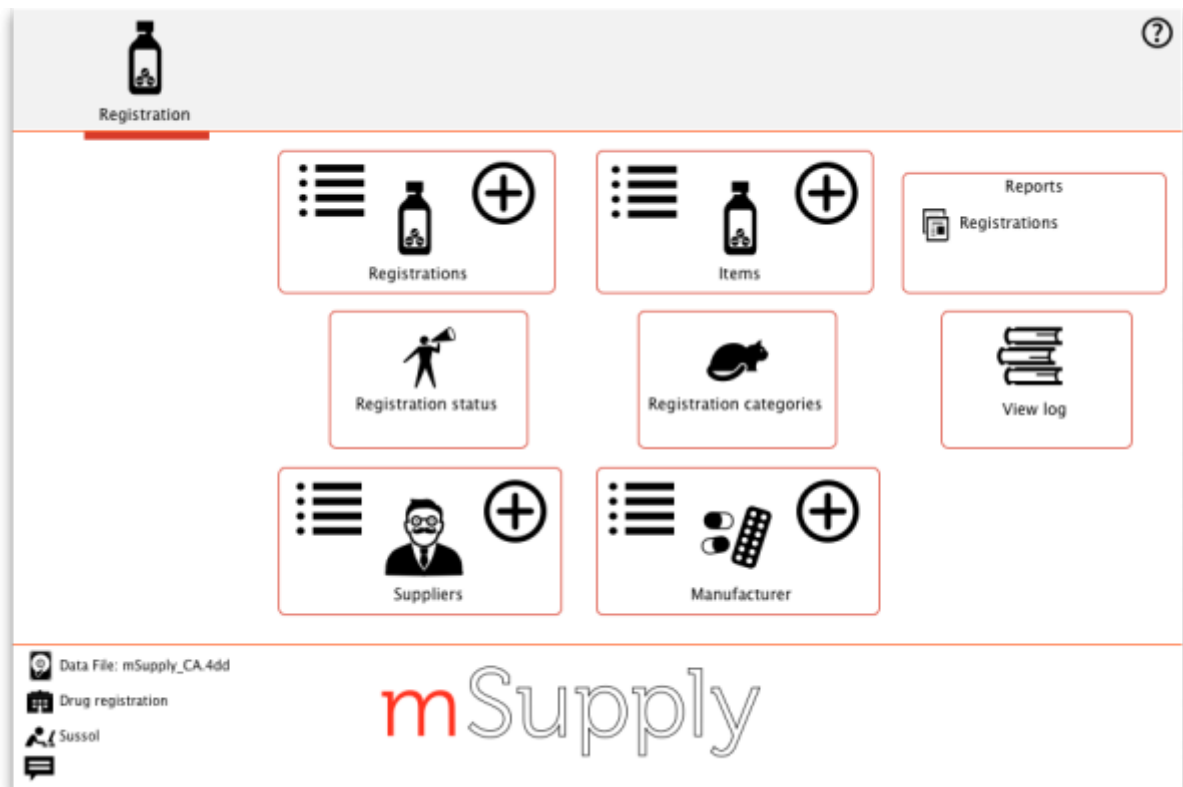 Registration
Registrations
Items
Reports
Registrations
Registration status
Registration categories
View log
Suppliers
Manufacturer
Data File: mSupply_CA.4dd
Drug registration
Sussol
mSupply